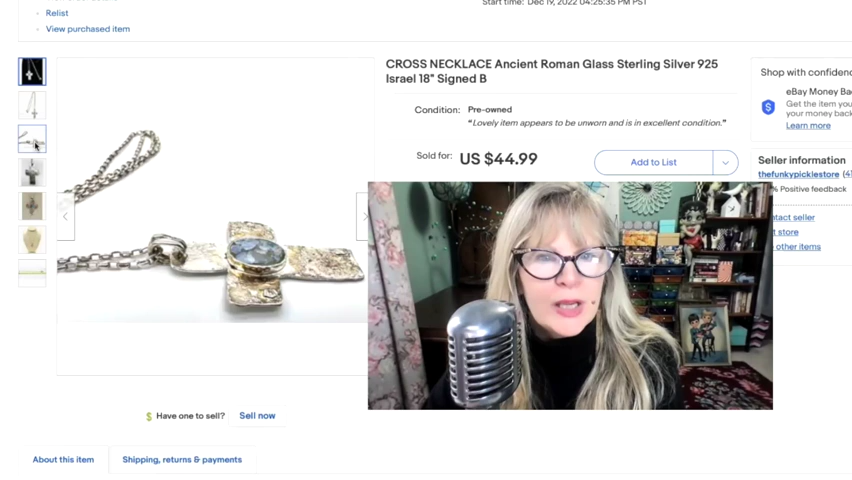 Start time: Dec 19, 2022 04:25:35 PM PST
Relist
View purchased item
CROSS NECKLACE Ancient Roman Glass Sterling Silver 925
Israel 18" Signed B
Condition: Pre-owned
"Lovely item appears to be unworn and is in excellent condition."
Sold for: US $44.99
Add to List
Shop with confidenc
eBay Money Ba
Get the item you
your money back
Learn more
Seller information
thefunkypicklestore (4
% Positive feedback
ntact seller
t store
other items
$ Have one to sell? Sell now
About this item
Shipping, returns & payments